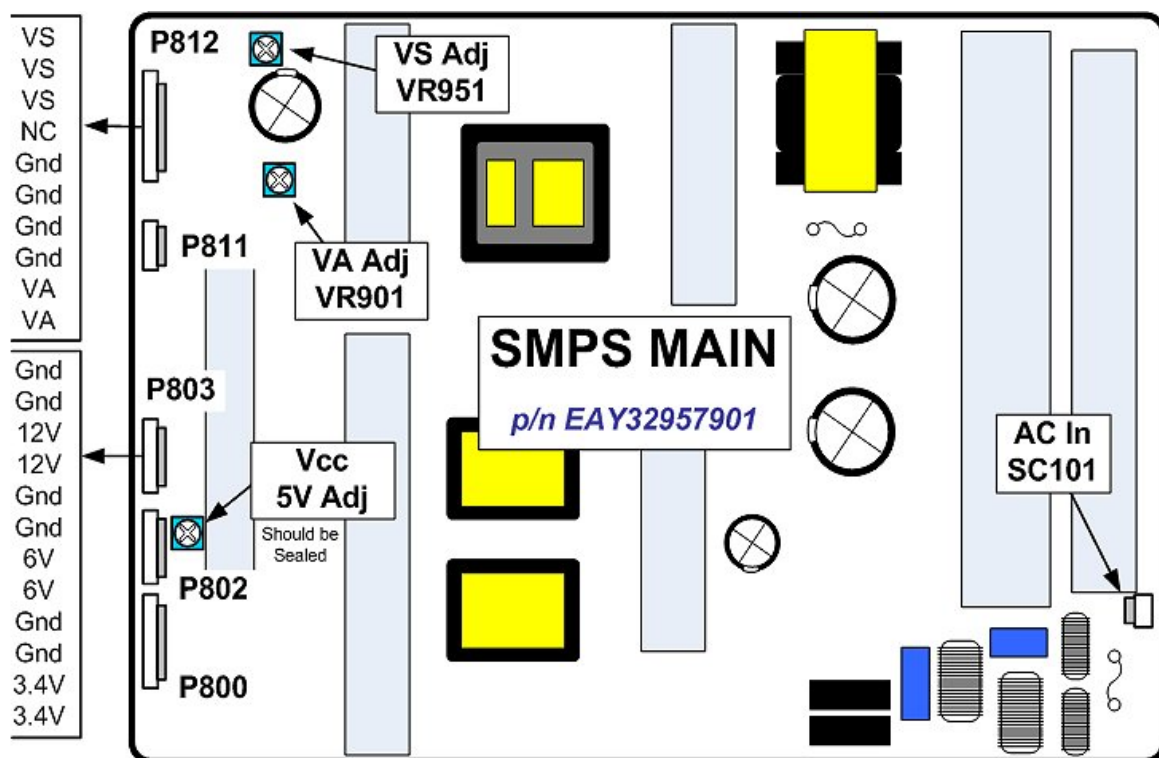 VS
VS
VS
NC
Gnd
Gnd
Gnd
Gnd
VA
VA
Gnd
Gnd
12V
12V
Gnd
Gnd
6V
6V
Gnd
Gnd
3.4V
3.4V
P812
VS Adj
VR951
P811
VA Adj
VR901
P803
Vcc
5V Adj
Should be
Sealed
P802
P800
SMPS MAIN
p/n EAY32957901
AC In
SC101